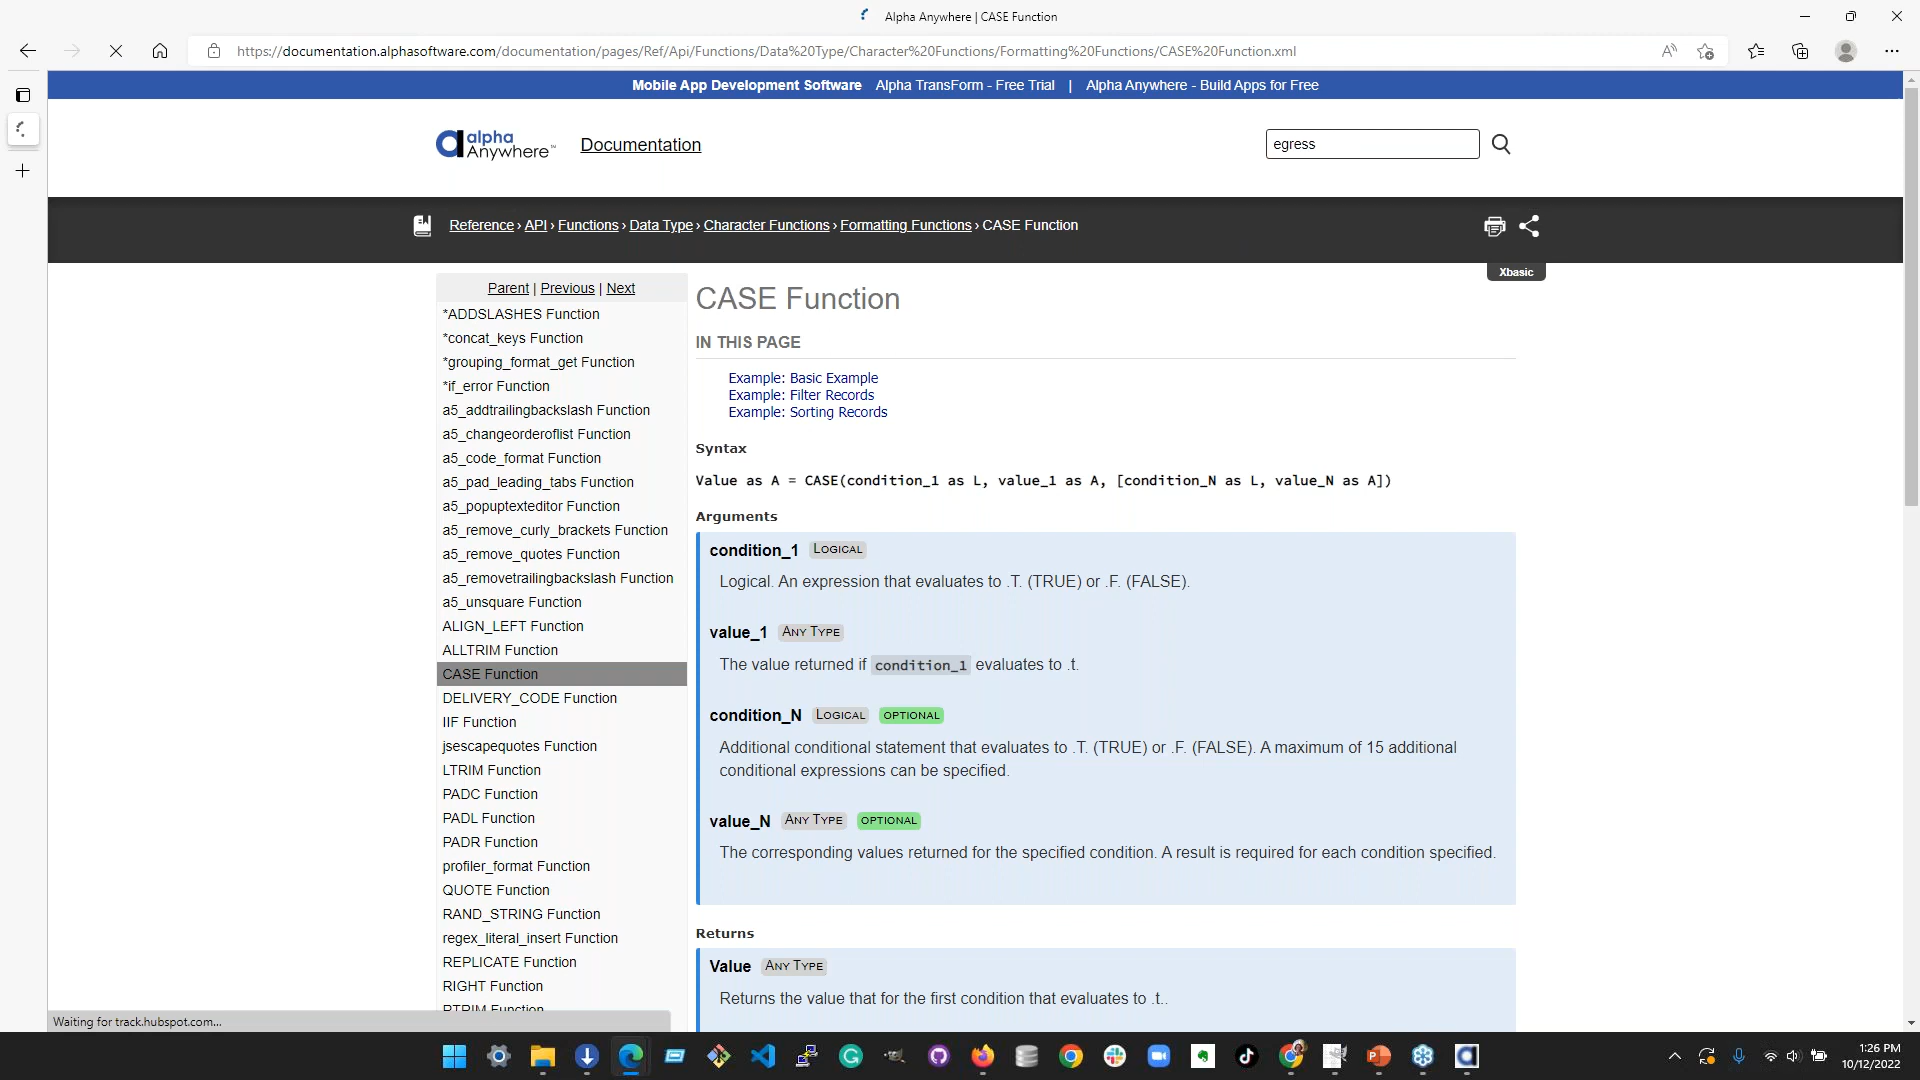 Alpha Anywhere | CASE Function
https://documentation.alphasoftware.com/documentation/pages/Ref/Api/Functions/Data%20Type/Character%20Functions/Formatting%20Functions/CASE%20Function.xml
Mobile App Development Software Alpha TransForm - Free Trial | Alpha Anywhere - Build Apps for Free
alpha
Anywhere™
Documentation
egress
Reference › API › Functions › Data Type › Character Functions › Formatting Functions › CASE Function
Xbasic
Parent | Previous | Next
*ADDSLASHES Function
*concat_keys Function
*grouping_format_get Function
*if_error Function
a5_addtrailingbackslash Function
a5_changeorderoflist Function
a5_code_format Function
a5_pad_leading_tabs Function
a5_popuptexteditor Function
a5_remove_curly_brackets Function
a5_remove_quotes Function
a5_removetrailingbackslash Function
a5_unsquare Function
ALIGN_LEFT Function
ALLTRIM Function
CASE Function
DELIVERY_CODE Function
IIF Function
jsescapequotes Function
LTRIM Function
PADC Function
PADL Function
PADR Function
profiler_format Function
QUOTE Function
RAND_STRING Function
regex_literal_insert Function
REPLICATE Function
RIGHT Function
RTRIM Function
CASE Function
IN THIS PAGE
Example: Basic Example
Example: Filter Records
Example: Sorting Records
Syntax
Value as A = CASE(condition_1 as L, value_1 as A, [condition_N as L, value_N as A])
Arguments
condition_1 LOGICAL
Logical. An expression that evaluates to .T. (TRUE) or .F. (FALSE).
value_1 ANY TYPE
The value returned if condition_1 evaluates to .t.
condition_N LOGICAL OPTIONAL
Additional conditional statement that evaluates to .T. (TRUE) or .F. (FALSE). A maximum of 15 additional
conditional expressions can be specified.
value_N ANY TYPE OPTIONAL
The corresponding values returned for the specified condition. A result is required for each condition specified.
Returns
Value ANY TYPE
Returns the value that for the first condition that evaluates to .t..
Waiting for track.hubspot.com...
1:26 PM
10/12/2022